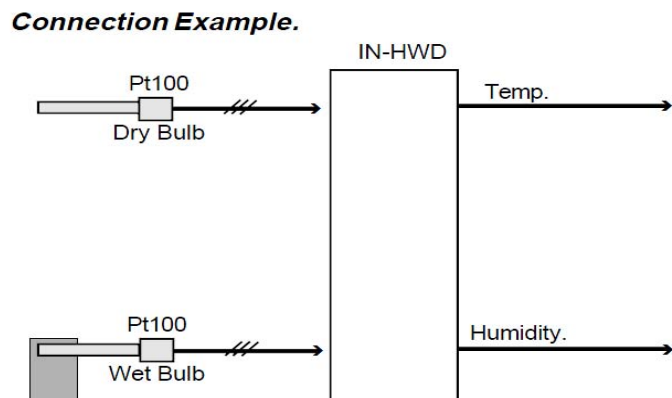 Connection Example.
IN-HWD
Pt100
Dry Bulb
Temp.
Pt100
Wet Bulb
Humidity.